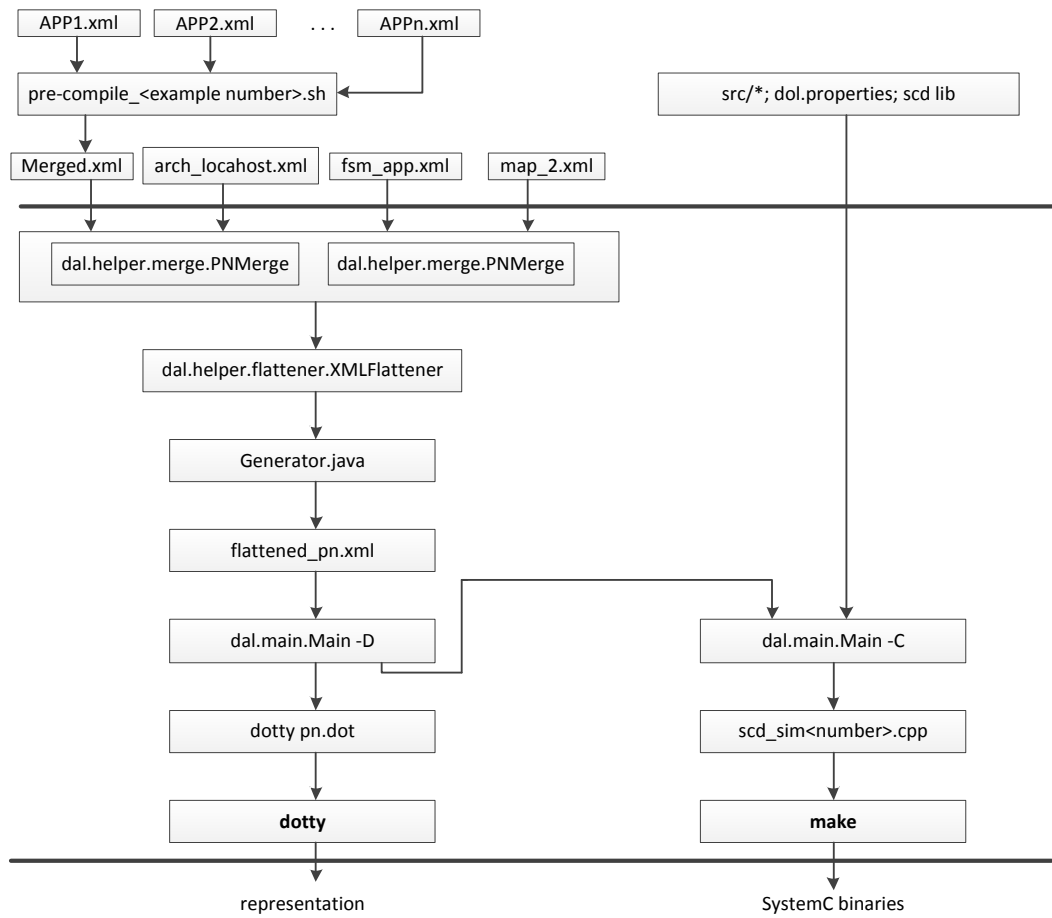 APP1.xml
APP2.xml
. . .
APPn.xml
pre-compile_<example number>.sh
src/*; dol.properties; scd lib
Merged.xml
arch_locahost.xml
fsm_app.xml
map_2.xml
dal.helper.merge.PNMerge
dal.helper.merge.PNMerge
dal.helper.flattener.XMLFlattener
Generator.java
flattened_pn.xml
dal.main.Main -D
dal.main.Main -C
dotty pn.dot
scd_sim<number>.cpp
dotty
make
representation
SystemC binaries